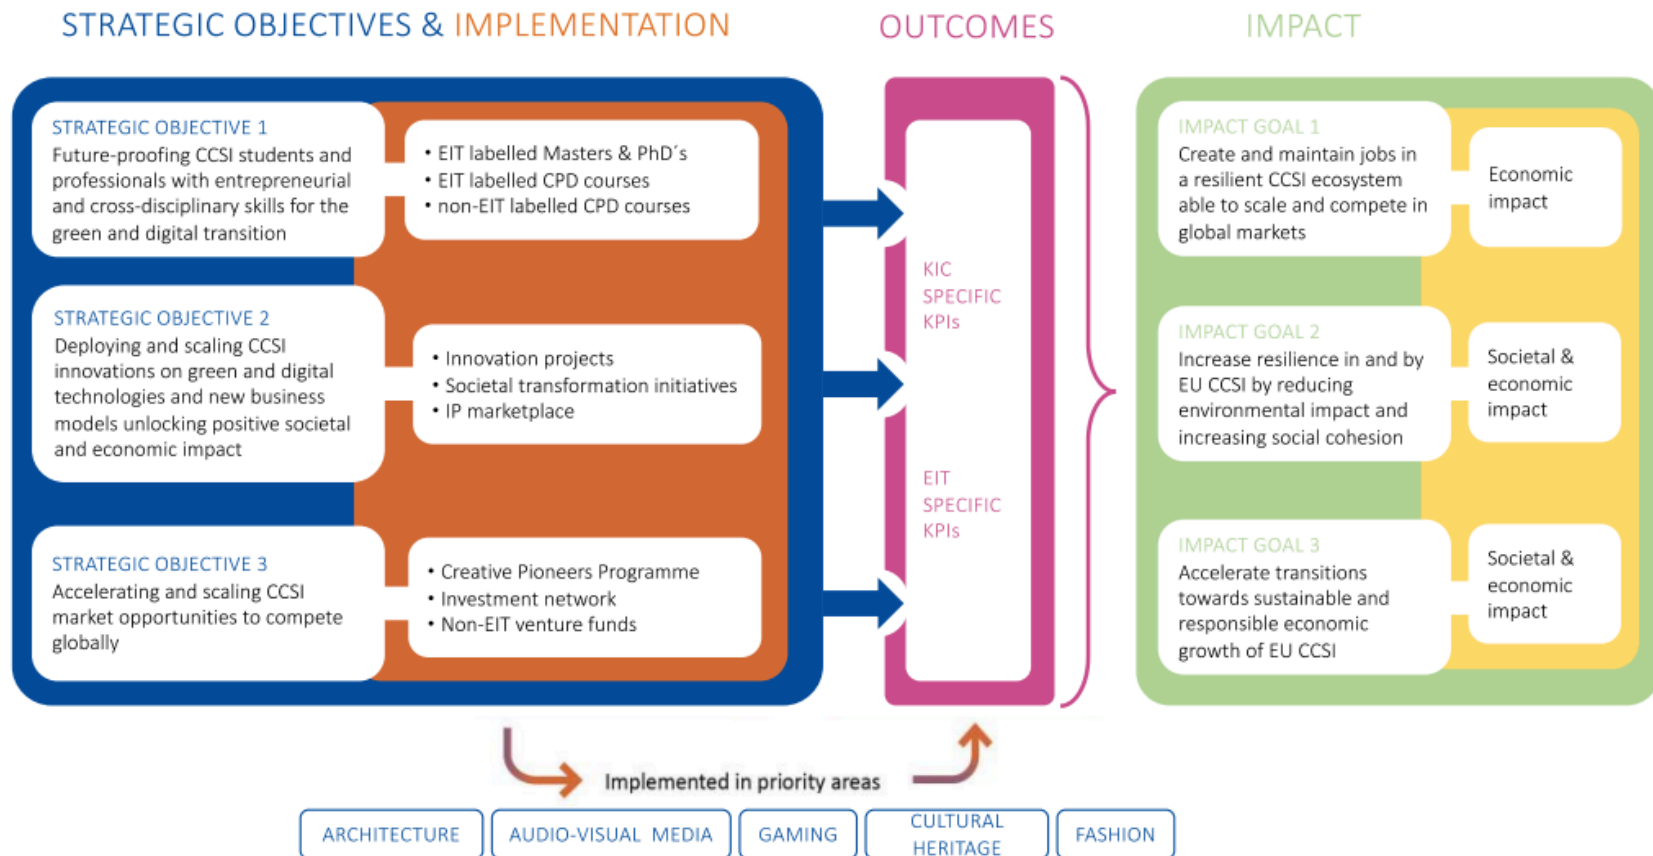 STRATEGIC OBJECTIVES & IMPLEMENTATION
OUTCOMES
IMPACT
STRATEGIC OBJECTIVE 1
Future-proofing CCSI students and
professionals with entrepreneurial
and cross-disciplinary skills for the
green and digital transition
• EIT labelled Masters & PhD´s
• EIT labelled CPD courses
• non-EIT labelled CPD courses
STRATEGIC OBJECTIVE 2
Deploying and scaling CCSI
innovations on green and digital
technologies and new business
models unlocking positive societal
and economic impact
• Innovation projects
• Societal transformation initiatives
• IP marketplace
STRATEGIC OBJECTIVE 3
Accelerating and scaling CCSI
market opportunities to compete
globally
• Creative Pioneers Programme
• Investment network
• Non-EIT venture funds
KIC
SPECIFIC
KPIs
EIT
SPECIFIC
KPIs
IMPACT GOAL 1
Create and maintain jobs in
a resilient CCSI ecosystem
able to scale and compete in
global markets
Economic
impact
IMPACT GOAL 2
Increase resilience in and by
EU CCSI by reducing
environmental impact and
increasing social cohesion
Societal &
economic
impact
IMPACT GOAL 3
Accelerate transitions
towards sustainable and
responsible economic
growth of EU CCSI
Societal &
economic
impact
Implemented in priority areas
ARCHITECTURE
AUDIO-VISUAL MEDIA
GAMING
CULTURAL
HERITAGE
FASHION